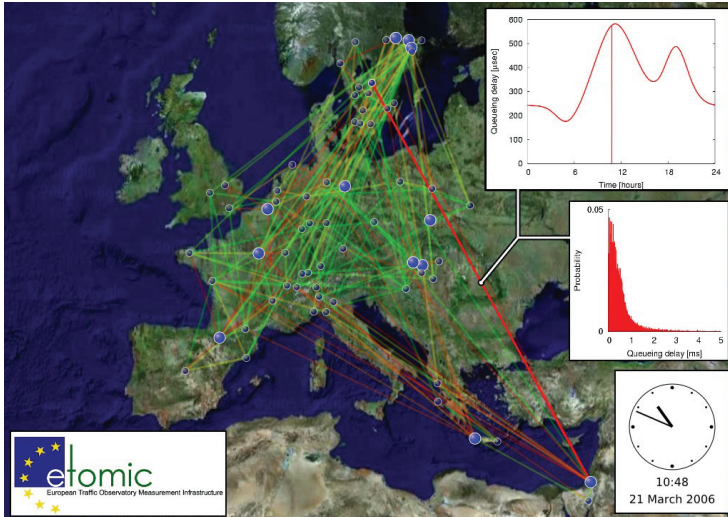 600
500
400
300
200
100
0
Queueing delay [μsec]
0 6 12 18 24
Time [hours]
0.05
Probability
0
0 1 2 3 4 5
Queueing delay [ms]
10:48
21 March 2006
etomic
European Traffic Observatory Measurement Infrastructure